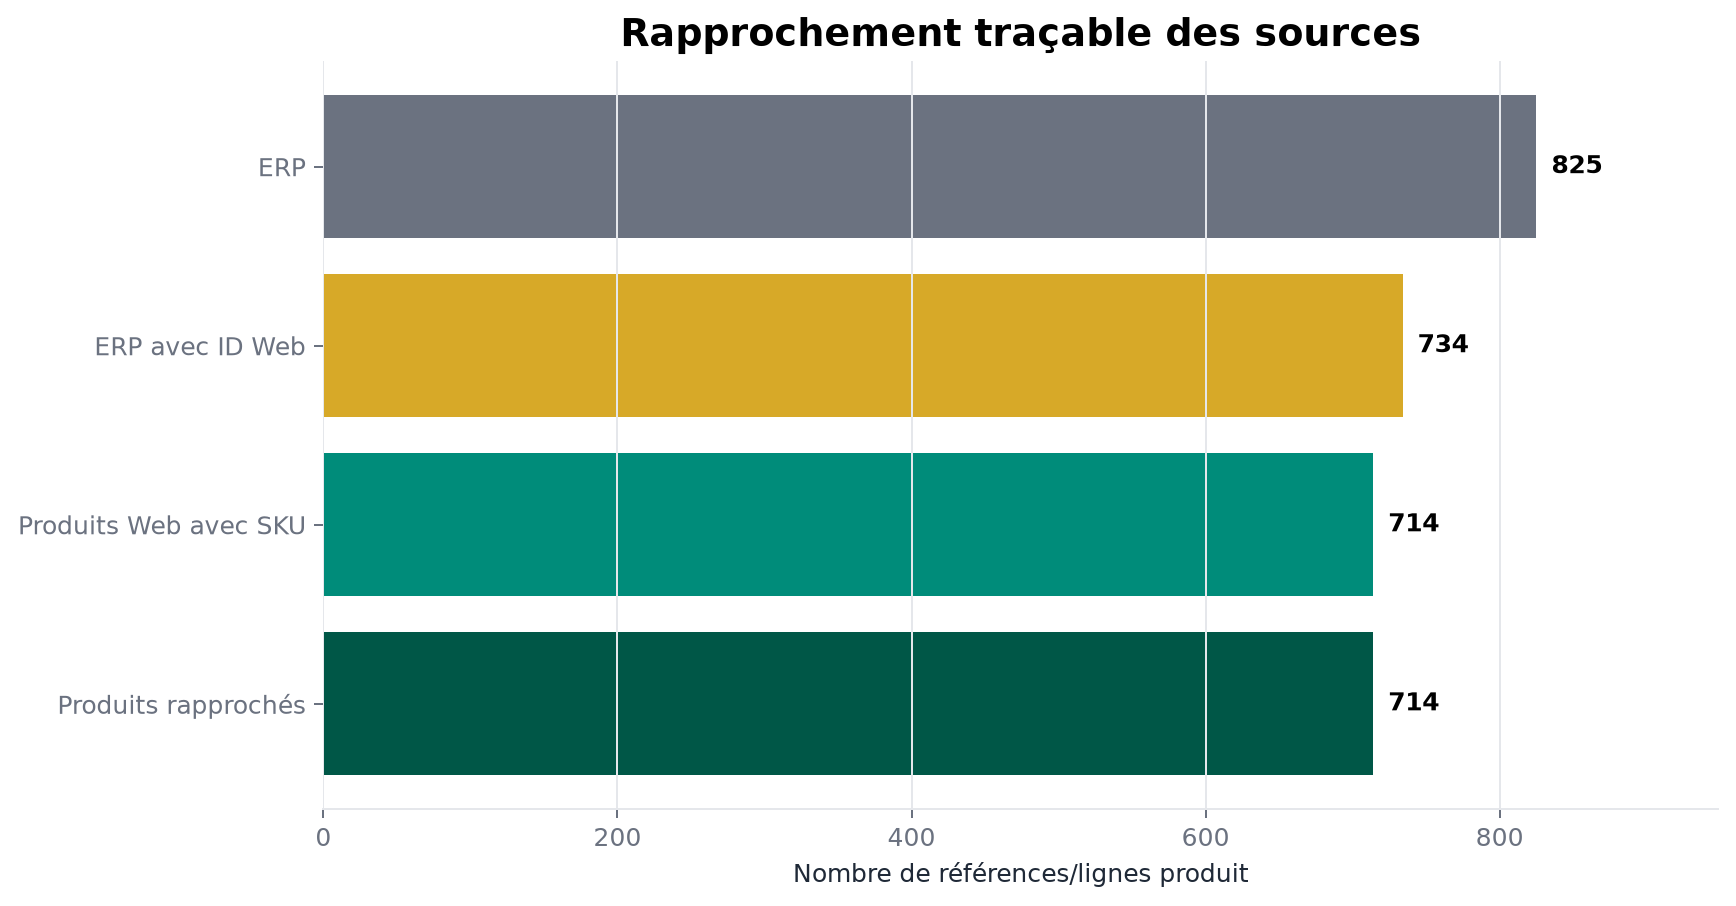 Rapprochement traçable des sources
ERP
825
ERP avec ID Web
734
Produits Web avec SKU
714
Produits rapprochés
714
0 200 400 600 800
Nombre de références/lignes produit